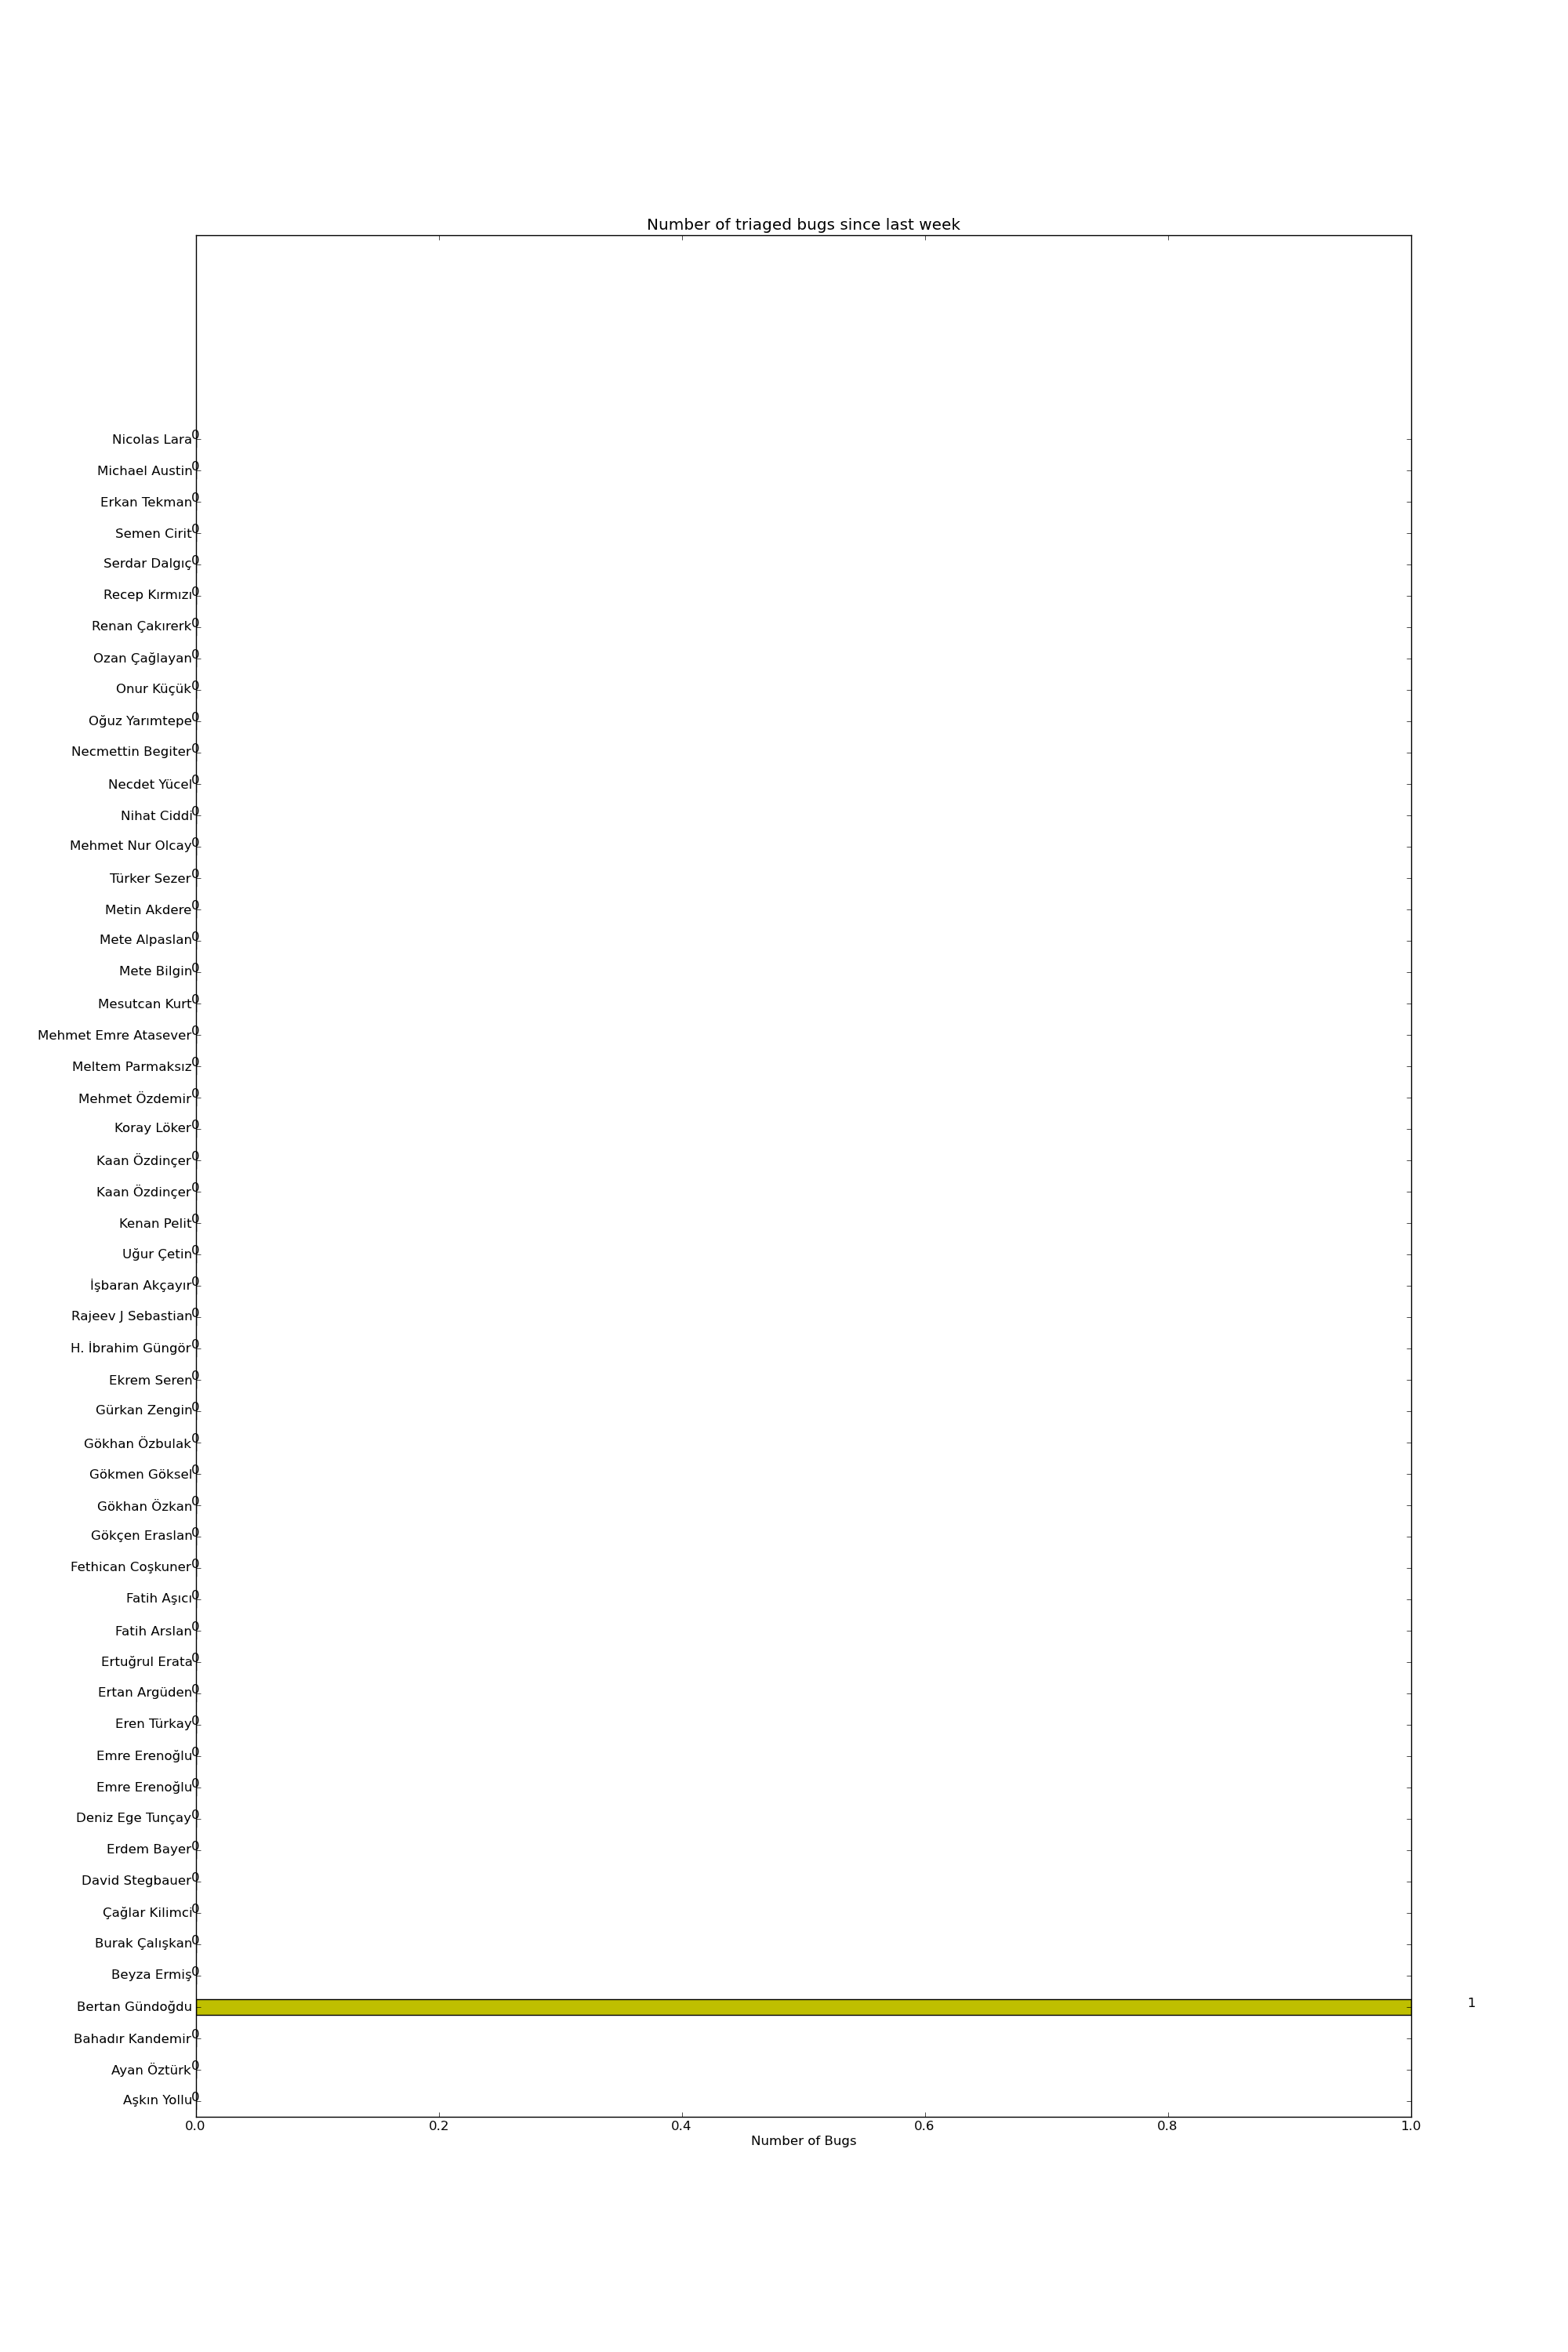 Number of triaged bugs since last week
Nicolas Lara 0
Michael Austin 0
Erkan Tekman 0
Semen Cirit 0
Serdar Dalgıç 0
Recep Kırmızı 0
Renan Çakırerk 0
Ozan Çağlayan 0
Onur Küçük 0
Oğuz Yarımtepe 0
Necmettin Begiter 0
Necdet Yücel 0
Nihat Ciddi 0
Mehmet Nur Olcay 0
Türker Sezer 0
Metin Akdere 0
Mete Alpaslan 0
Mete Bilgin 0
Mesutcan Kurt 0
Mehmet Emre Atasever 0
Meltem Parmaksız 0
Mehmet Özdemir 0
Koray Löker 0
Kaan Özdinçer 0
Kaan Özdinçer 0
Kenan Pelit 0
Uğur Çetin 0
İşbaran Akçayır 0
Rajeev J Sebastian 0
H. İbrahim Güngör 0
Ekrem Seren 0
Gürkan Zengin 0
Gökhan Özbulak 0
Gökmen Göksel 0
Gökhan Özkan 0
Gökçen Eraslan 0
Fethican Coşkuner 0
Fatih Aşıcı 0
Fatih Arslan 0
Ertuğrul Erata 0
Ertan Argüden 0
Eren Türkay 0
Emre Erenoğlu 0
Emre Erenoğlu 0
Deniz Ege Tunçay 0
Erdem Bayer 0
David Stegbauer 0
Çağlar Kilimci 0
Burak Çalışkan 0
Beyza Ermiş 0
Bertan Gündoğdu 1
Bahadır Kandemir 0
Ayan Öztürk 0
Aşkın Yollu 0
0.0 0.2 0.4 0.6 0.8 1.0
Number of Bugs